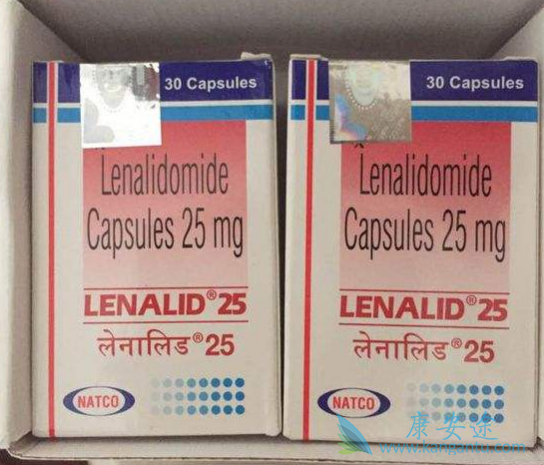 30 Capsules
Lenalidomide
Capsules 25 mg
LENALID® 25
लेनालिड® 25
NATCO
30 Capsules
Lenalidomide
Capsules 25 mg
LENALID® 25
लेनालिड® 25
NATCO
康安途